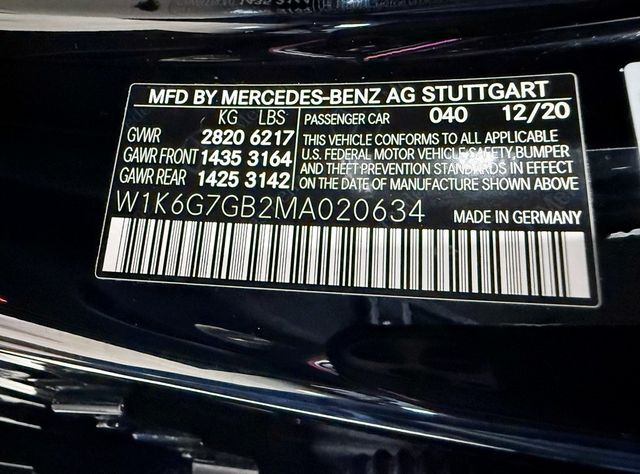 MFD BY MERCEDES-BENZ AG STUTTGART
KG LBS
GVWR 2820 6217
GAWR FRONT 1435 3164
GAWR REAR 1425 3142
PASSENGER CAR 040 12/20
THIS VEHICLE CONFORMS TO ALL APPLICABLE
U.S. FEDERAL MOTOR VEHICLE SAFETY, BUMPER
AND THEFT PREVENTION STANDARDS IN EFFECT
ON THE DATE OF MANUFACTURE SHOWN ABOVE
W1K6G7GB2MA020634
MADE IN GERMANY